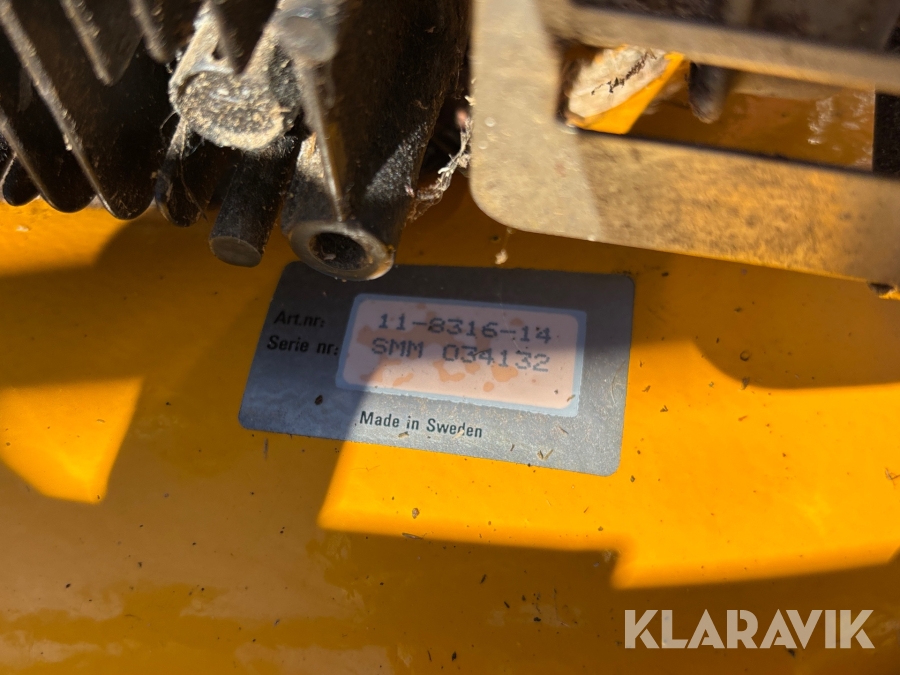 Art.nr: 11-8316-14
Serie nr: SMM 034132
Made in Sweden
KLARAVIK